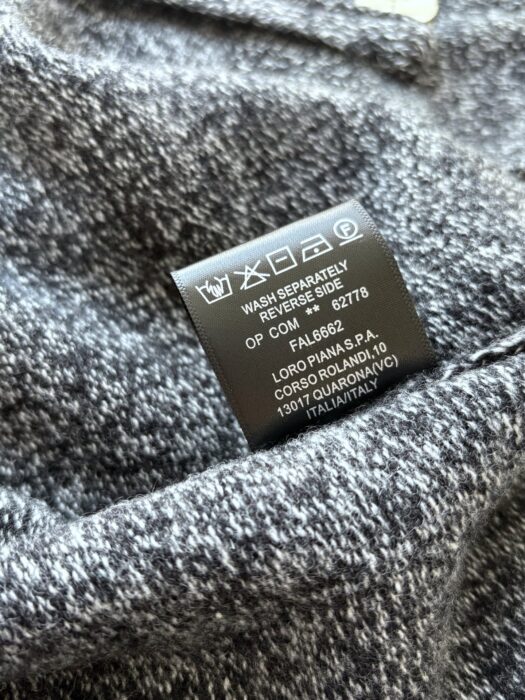 WASH SEPARATELY
REVERSE SIDE
OP COM ** 62778
FAL6662
LORO PIANA S.P.A.
CORSO ROLANDI,10
13017 QUARONA(VC)
ITALIA/ITALY